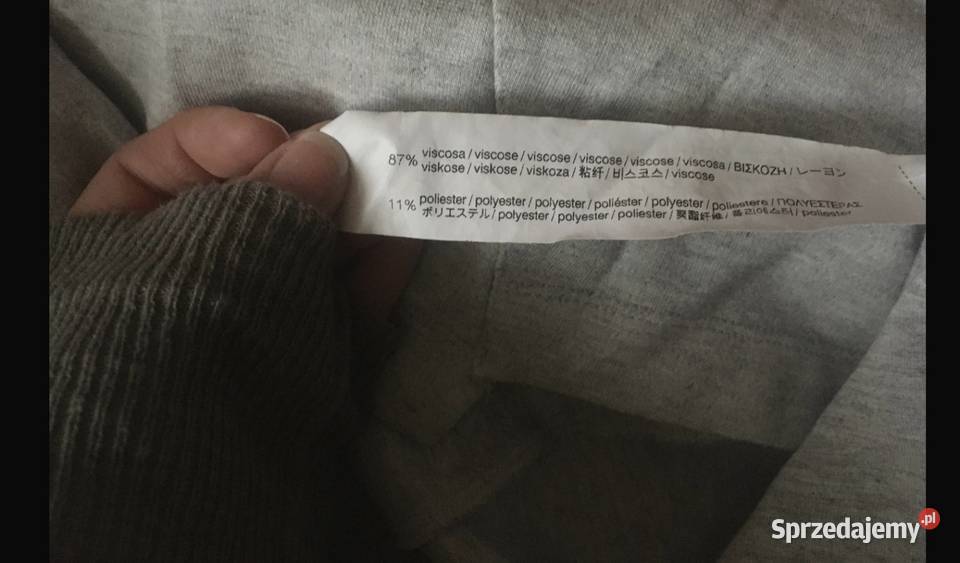 87% viscosa / viscose / viscose / viscose / viscose / viscosa / ΒΙΣΚΟΖΗ / レーヨン
viskose / viskose / viskoza / 粘纤 / 비스코스 / viscose
11% poliester / polyester / polyester / poliéster / polyester / poliestere / ΠΟΛΥΕΣΤΕΡΑΣ
ポリエステル / polyester / polyester / poliester / 聚酯纤维 / 폴리에스터 / poliester
Sprzedajemy.pl